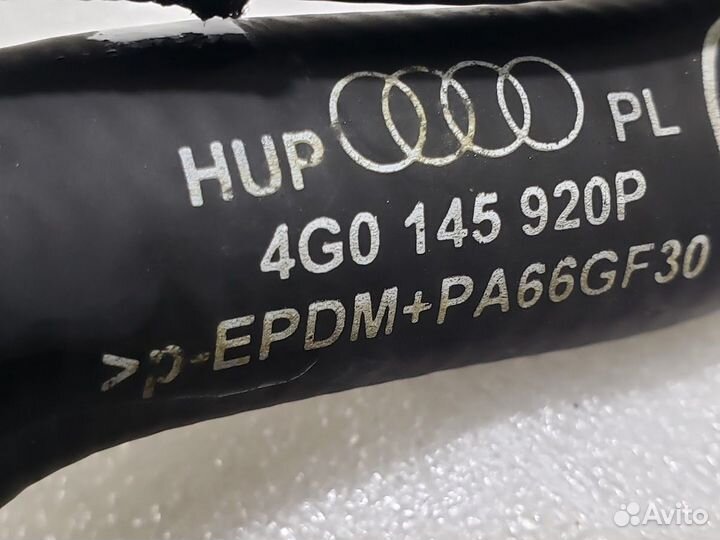 HUP PL
4G0 145 920P
>p-EPDM+PA66GF30
Avito